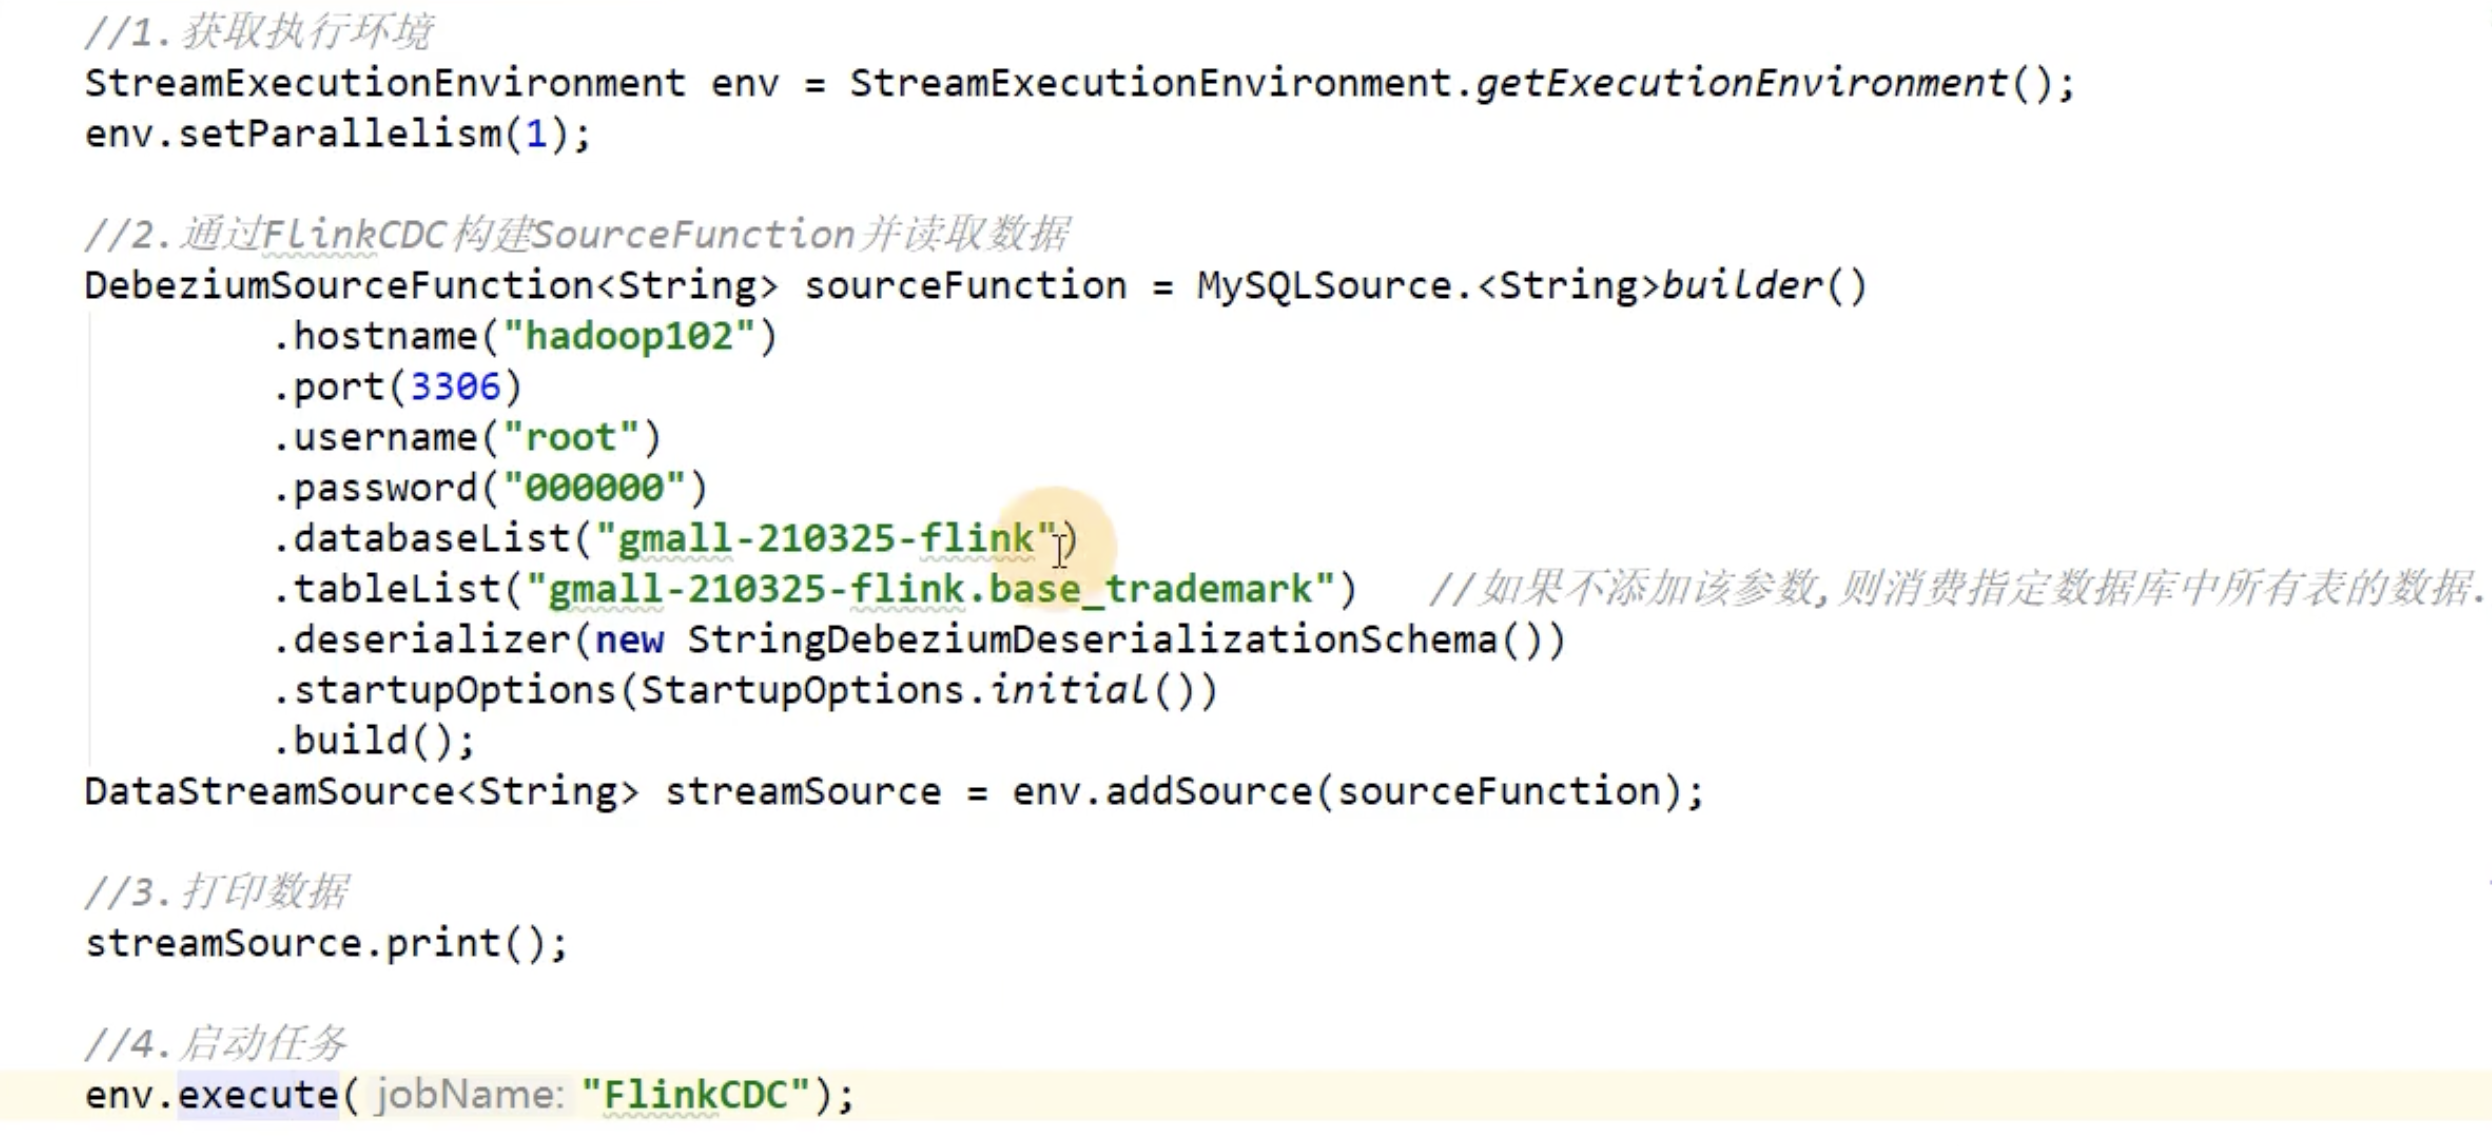 //1.获取执行环境
StreamExecutionEnvironment env = StreamExecutionEnvironment.getExecutionEnvironment();
env.setParallelism(1);
//2.通过FlinkCDC构建SourceFunction并读取数据
DebeziumSourceFunction<String> sourceFunction = MySQLSource.<String>builder()
.hostname("hadoop102")
.port(3306)
.username("root")
.password("000000")
.databaseList("gmall-210325-flink")
.tableList("gmall-210325-flink.base_trademark") //如果不添加该参数,则消费指定数据库中所有表的数据.
.deserializer(new StringDebeziumDeserializationSchema())
.startupOptions(StartupOptions.initial())
.build();
DataStreamSource<String> streamSource = env.addSource(sourceFunction);
//3.打印数据
streamSource.print();
//4.启动任务
env.execute( jobName: "FlinkCDC");